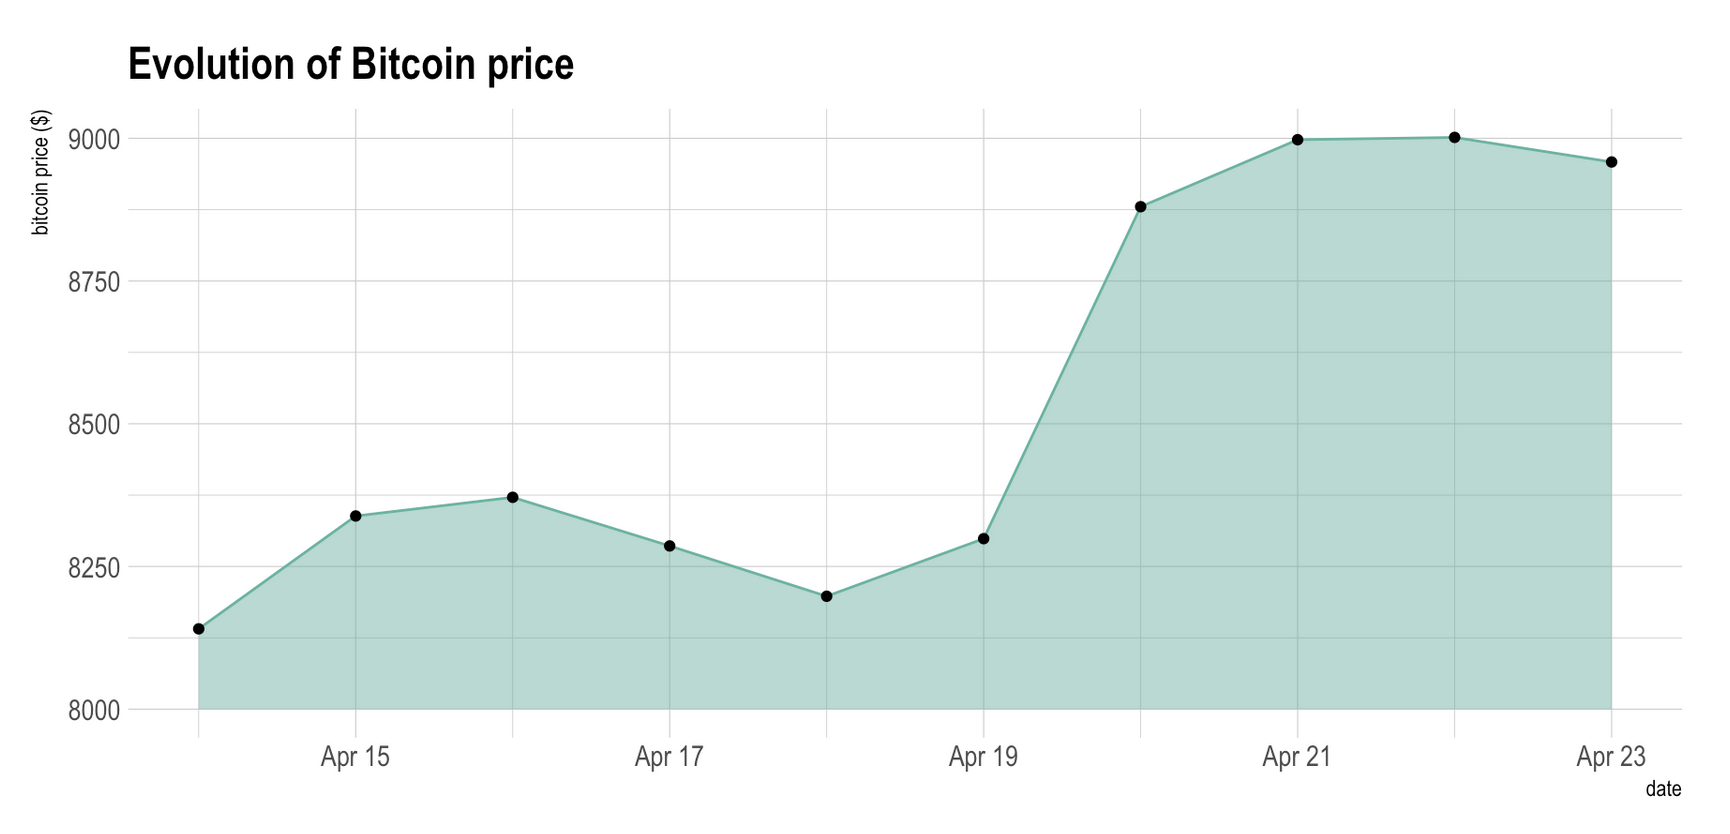 Evolution of Bitcoin price
bitcoin price ($)
9000
8750
8500
8250
8000
Apr 15
Apr 17
Apr 19
Apr 21
Apr 23
date